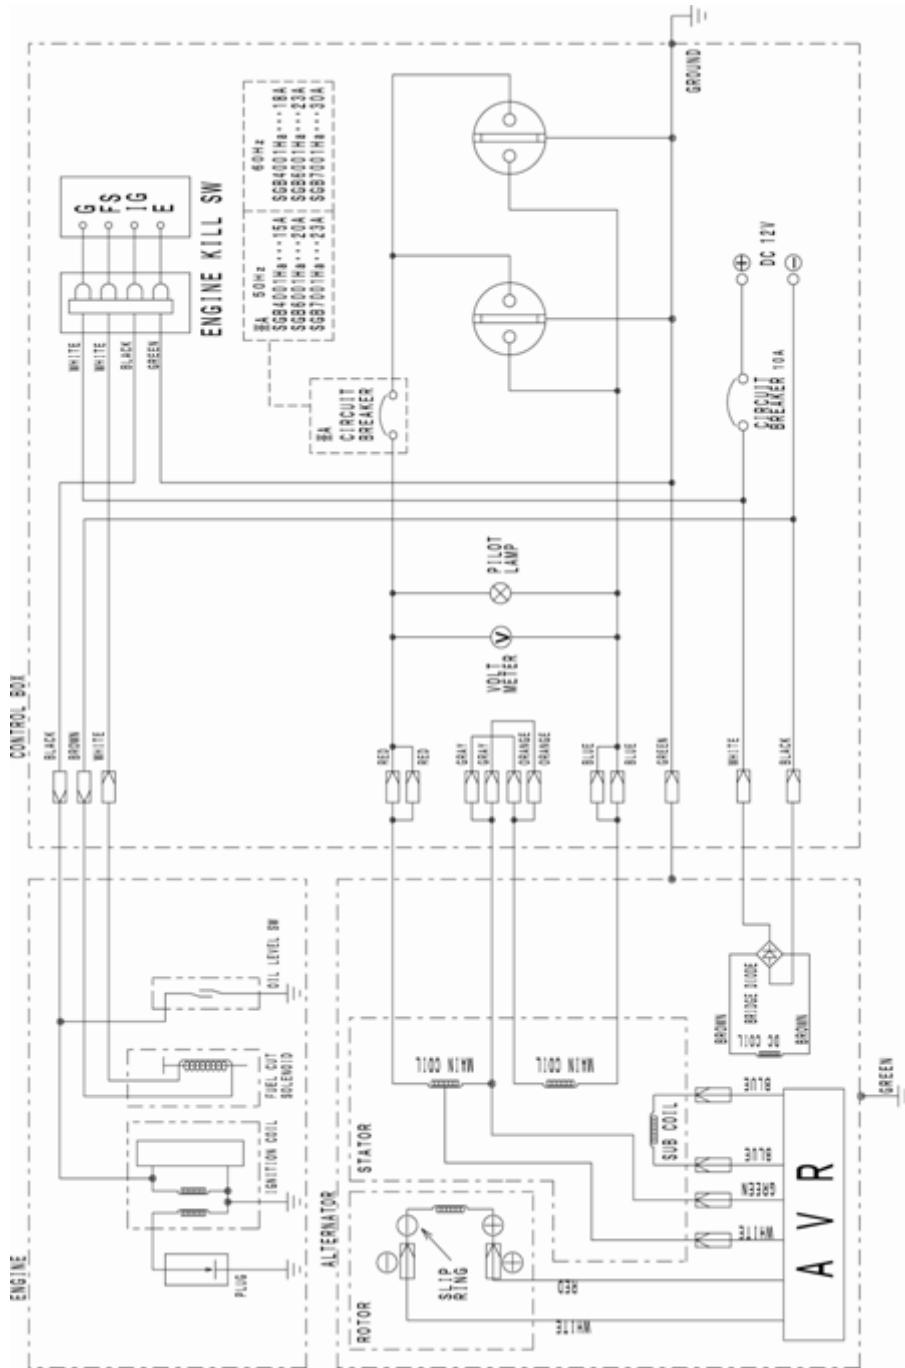 CONTROL BOX
G
FS
IG
E
ENGINE KILL SW
WHITE
WHITE
BLACK
GREEN
50Hz
60Hz
※A
SGB4001Ha･･･15A
SGB6001Ha･･･20A
SGB7001Ha･･･23A
SGB4001Ha･･･18A
SGB6001Ha･･･23A
SGB7001Ha･･･30A
※A
CIRCUIT
BREAKER
GROUND
DC 12V
+
−
CIRCUIT
BREAKER 10A
PILOT
LAMP
VOLT
METER
V
BLACK
BROWN
WHITE
RED
RED
GRAY
GRAY
ORANGE
ORANGE
BLUE
BLUE
GREEN
WHITE
BLACK
ENGINE
OIL LEVEL SW
FUEL CUT
SOLENOID
IGNITION COIL
PLUG
ALTERNATOR
STATOR
MAIN COIL
MAIN COIL
SUB COIL
BROWN
BRIDGE DIODE
DC COIL
BROWN
BLUE
BLUE
WHITE
GREEN
ROTOR
SLIP
RING
WHITE
AVR